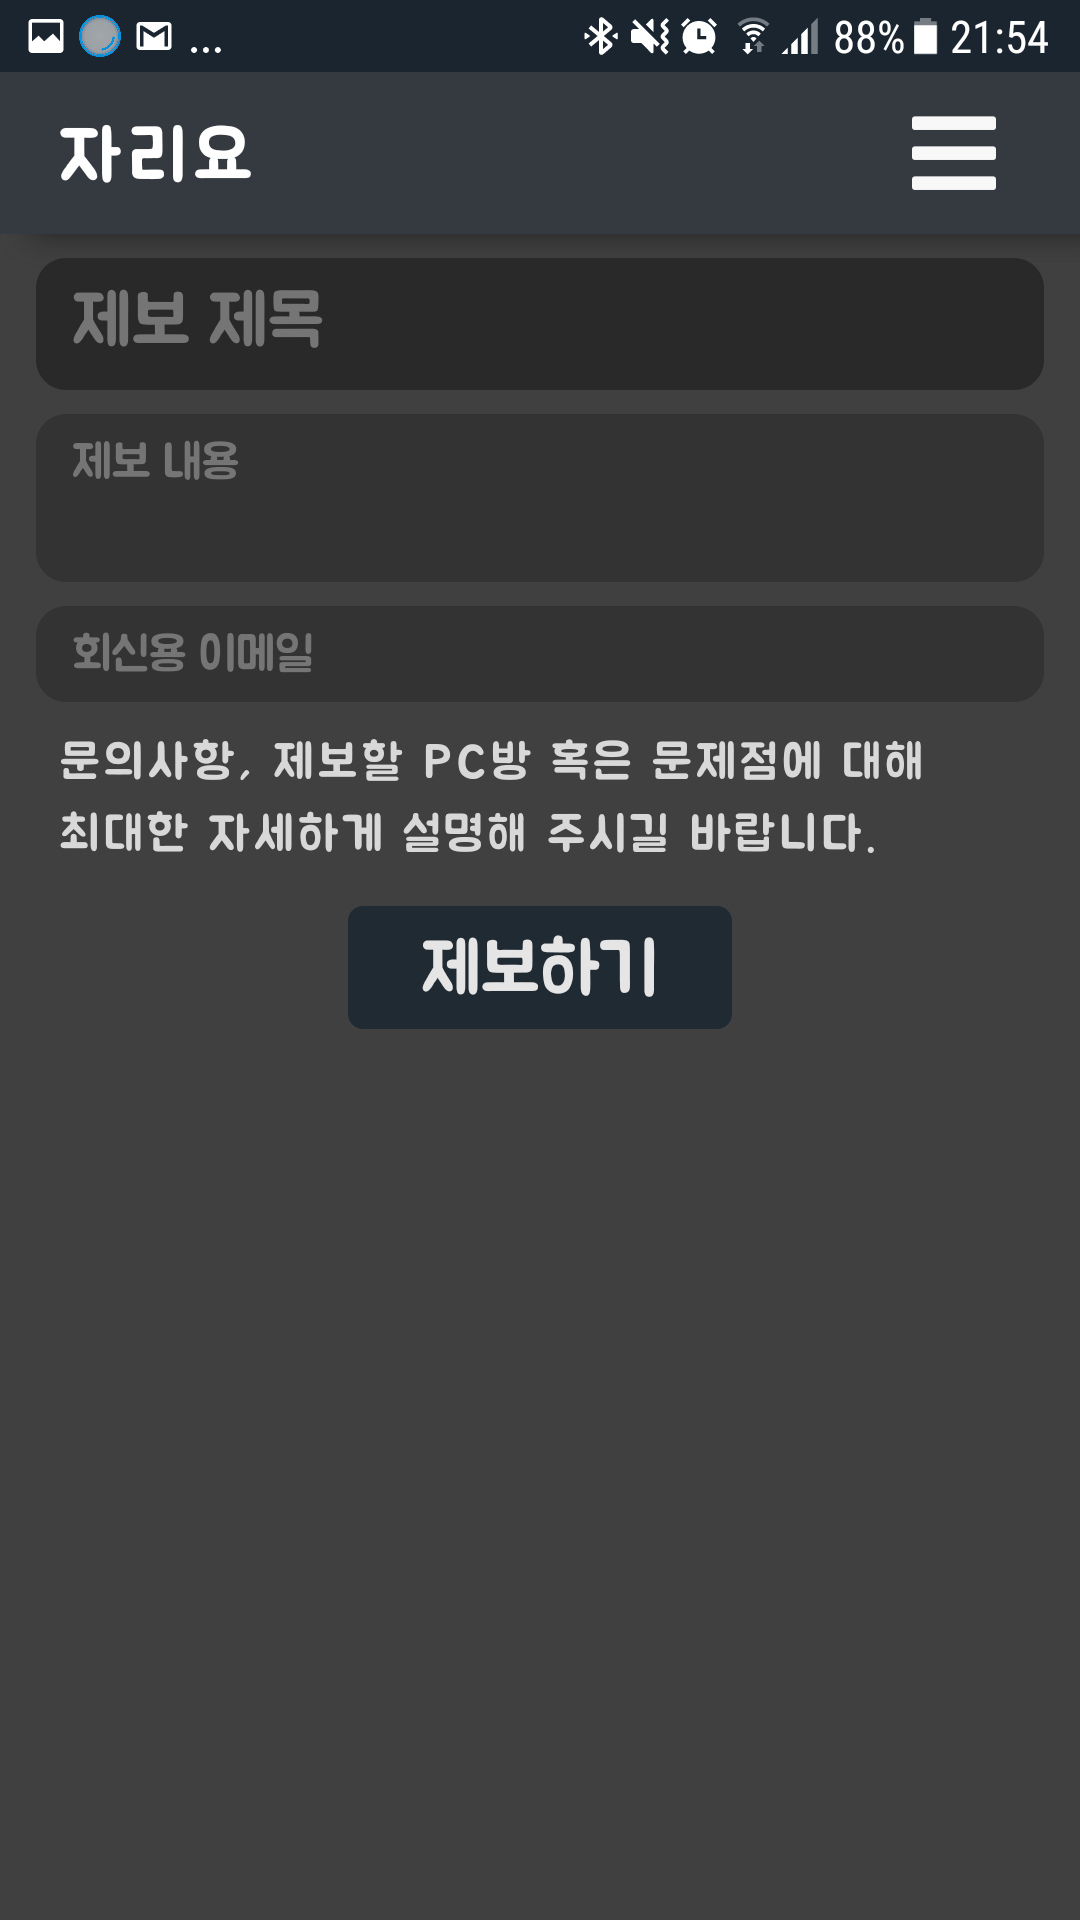 ... 88% 21:54
자리요
제보 제목
제보 내용
회신용 이메일
문의사항, 제보할 PC방 혹은 문제점에 대해
최대한 자세하게 설명해 주시길 바랍니다.
제보하기